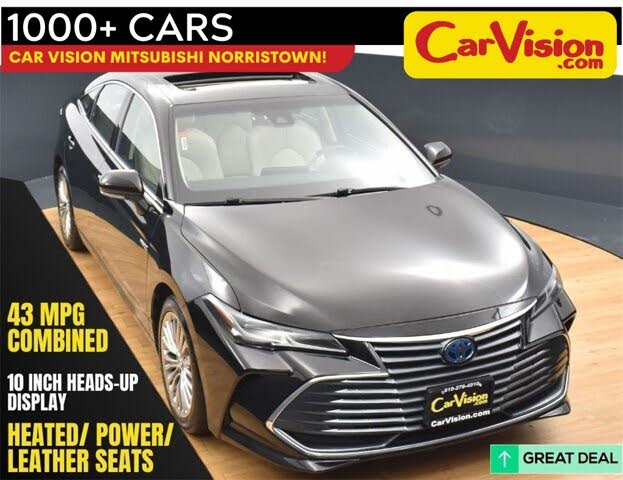 1000+ CARS
CAR VISION MITSUBISHI NORRISTOWN!
CarVision
.com
43 MPG
COMBINED
10 INCH HEADS-UP
DISPLAY
HEATED/ POWER/
LEATHER SEATS
CarVision
.com
GREAT DEAL